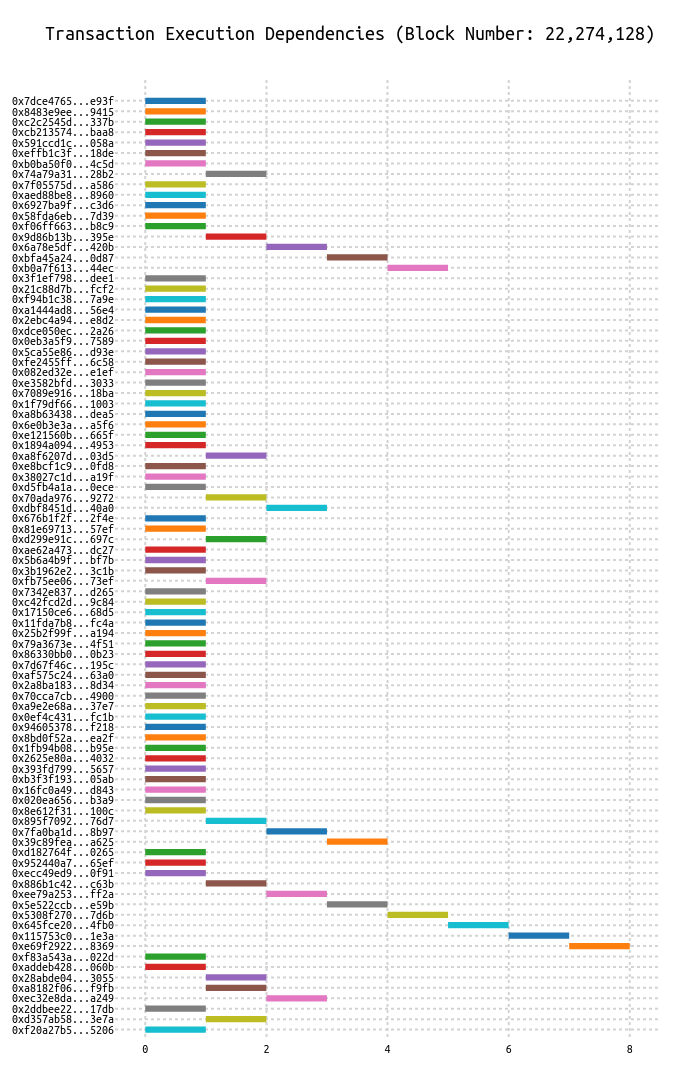 Transaction Execution Dependencies (Block Number: 22,274,128)
0x7dce4765...e93f
0x8483e9ee...9415
0xc2c2545d...337b
0xcb213574...baa8
0x591ccd1c...058a
0xeffb1c3f...18de
0xb0ba50f0...4c5d
0x74a79a31...28b2
0x7f05575d...a586
0xaed88be8...8960
0x6927ba9f...c3d6
0x58fda6eb...7d39
0xf06ff663...b8c9
0x9d86b13b...395e
0x6a78e5df...420b
0xbfa45a24...0d87
0xb0a7f613...44ec
0x3f1ef798...dee1
0x21c88d7b...fcf2
0xf94b1c38...7a9e
0xa1444ad8...56e4
0x2ebc4a94...e8d2
0xdce050ec...2a26
0x0eb3a5f9...7589
0x5ca55e86...d93e
0xfe2455ff...6c58
0x082ed32e...e1ef
0xe3582bfd...3033
0x7089e916...18ba
0x1f79df66...1003
0xa8b63438...dea5
0x6e0b3e3a...a5f6
0xe121560b...665f
0x1894a094...4953
0xa8f6207d...03d5
0xe8bcf1c9...0fd8
0x38027c1d...a19f
0xd5fb4a1a...0ece
0x70ada976...9272
0xdbf8451d...40a0
0x676b1f2f...2f4e
0x81e69713...57ef
0xd299e91c...697c
0xae62a473...dc27
0x5b6a4b9f...bf7b
0x3b1962e2...3c1b
0xfb75ee06...73ef
0x7342e837...d265
0xc42fcd2d...9c84
0x17150ce6...68d5
0x11fda7b8...fc4a
0x25b2f99f...a194
0x79a3673e...4f51
0x86330bb0...0b23
0x7d67f46c...195c
0xaf575c24...63a0
0x2a8ba183...8d34
0x70cca7cb...4900
0xa9e2e68a...37e7
0x0ef4c431...fc1b
0x94605378...f218
0x8bd0f52a...ea2f
0x1fb94b08...b95e
0x2625e80a...4032
0x393fd799...5657
0xb3f3f193...05ab
0x16fc0a49...d843
0x020ea656...b3a9
0x8e612f31...100c
0x895f7092...76d7
0x7fa0ba1d...8b97
0x39c89fea...a625
0xd182764f...0265
0x952440a7...65ef
0xecc49ed9...0f91
0x886b1c42...c63b
0xee79a253...ff2a
0x5e522ccb...e59b
0x5308f270...7d6b
0x645fce20...4fb0
0x115753c0...1e3a
0xe69f2922...8369
0xf83a543a...022d
0xaddeb428...060b
0x28abde04...3055
0xa8182f06...f9fb
0xec32e8da...a249
0x2ddbee22...17db
0xd357ab58...3e7a
0xf20a27b5...5206
0 2 4 6 8